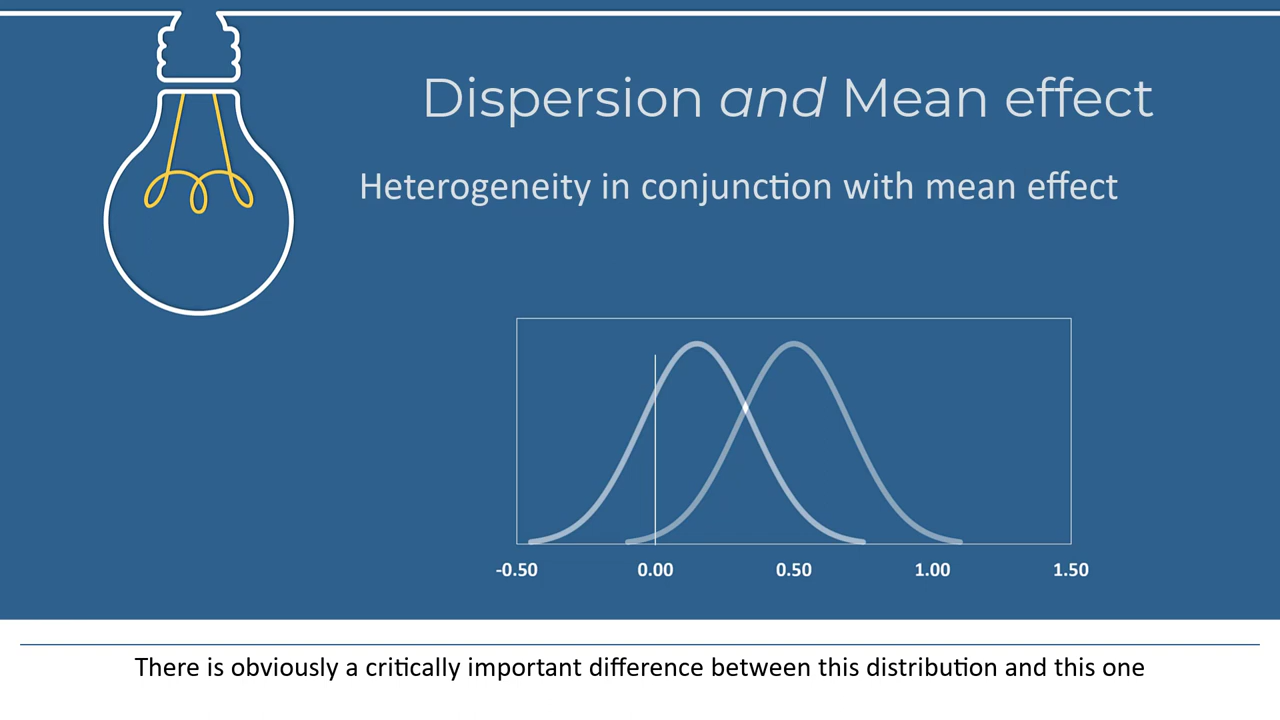 Dispersion and Mean effect
Heterogeneity in conjunction with mean effect
-0.50 0.00 0.50 1.00 1.50
There is obviously a critically important difference between this distribution and this one